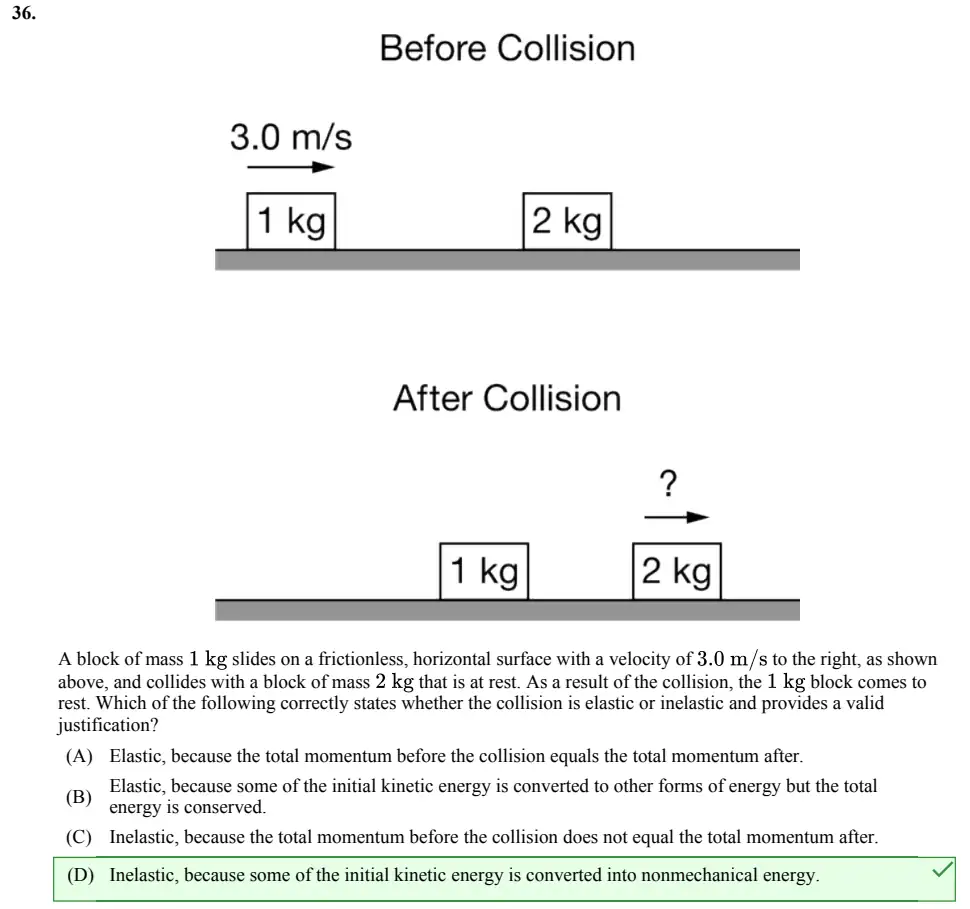 36.
Before Collision
3.0 m/s
1 kg
2 kg
After Collision
?
1 kg
2 kg
A block of mass 1 kg slides on a frictionless, horizontal surface with a velocity of 3.0 m/s to the right, as shown
above, and collides with a block of mass 2 kg that is at rest. As a result of the collision, the 1 kg block comes to
rest. Which of the following correctly states whether the collision is elastic or inelastic and provides a valid
justification?
(A) Elastic, because the total momentum before the collision equals the total momentum after.
(B) Elastic, because some of the initial kinetic energy is converted to other forms of energy but the total
energy is conserved.
(C) Inelastic, because the total momentum before the collision does not equal the total momentum after.
(D) Inelastic, because some of the initial kinetic energy is converted into nonmechanical energy.